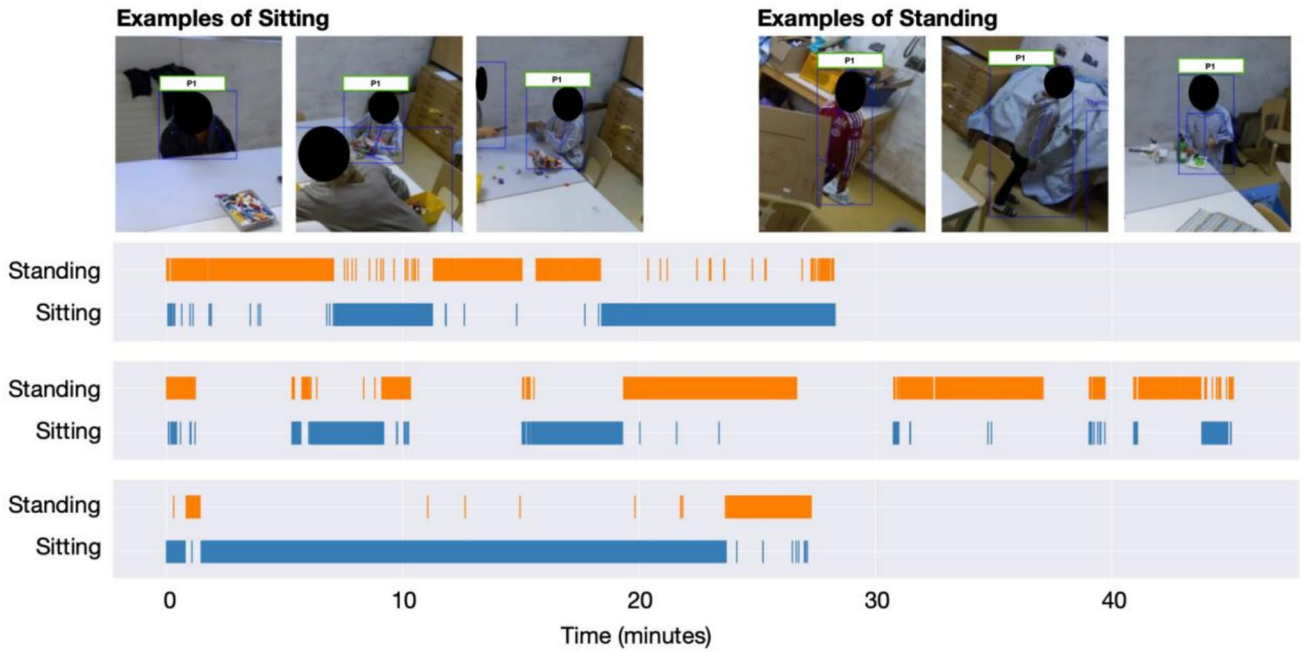 Examples of Sitting
Examples of Standing
P1
P1
P1
P1
P1
P1
Standing
Sitting
Standing
Sitting
Standing
Sitting
0 10 20 30 40
Time (minutes)